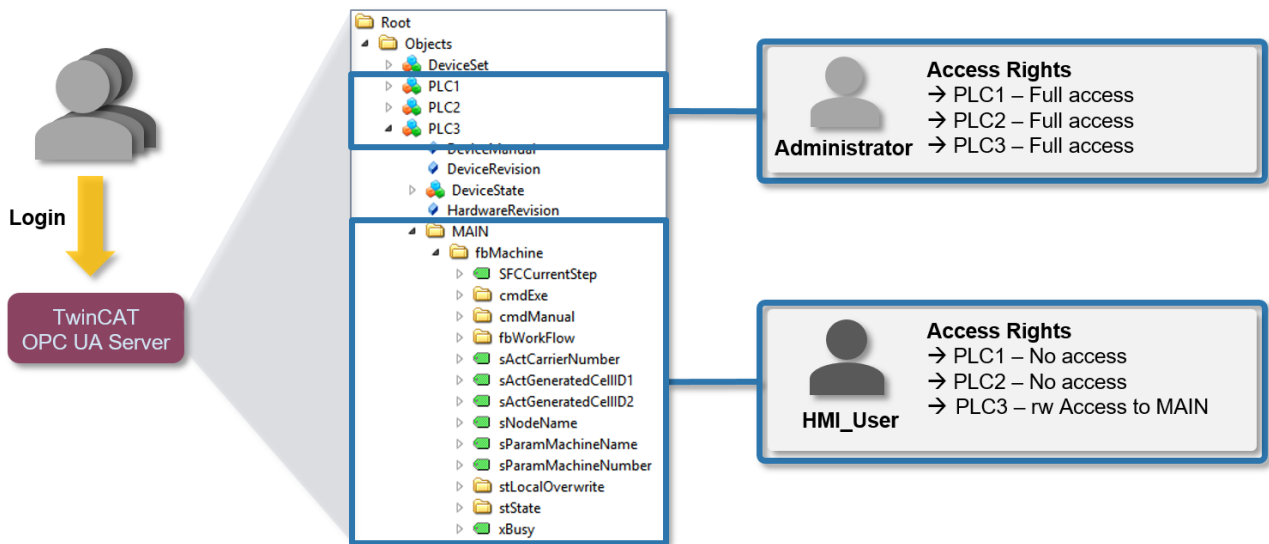 Login
TwinCAT
OPC UA Server
Root
Objects
DeviceSet
PLC1
PLC2
PLC3
DeviceManual
DeviceRevision
DeviceState
HardwareRevision
MAIN
fbMachine
SFCCurrentStep
cmdExe
cmdManual
fbWorkFlow
sActCarrierNumber
sActGeneratedCellID1
sActGeneratedCellID2
sNodeName
sParamMachineName
sParamMachineNumber
stLocalOverwrite
stState
xBusy
Administrator
Access Rights
→ PLC1 – Full access
→ PLC2 – Full access
→ PLC3 – Full access
HMI_User
Access Rights
→ PLC1 – No access
→ PLC2 – No access
→ PLC3 – rw Access to MAIN